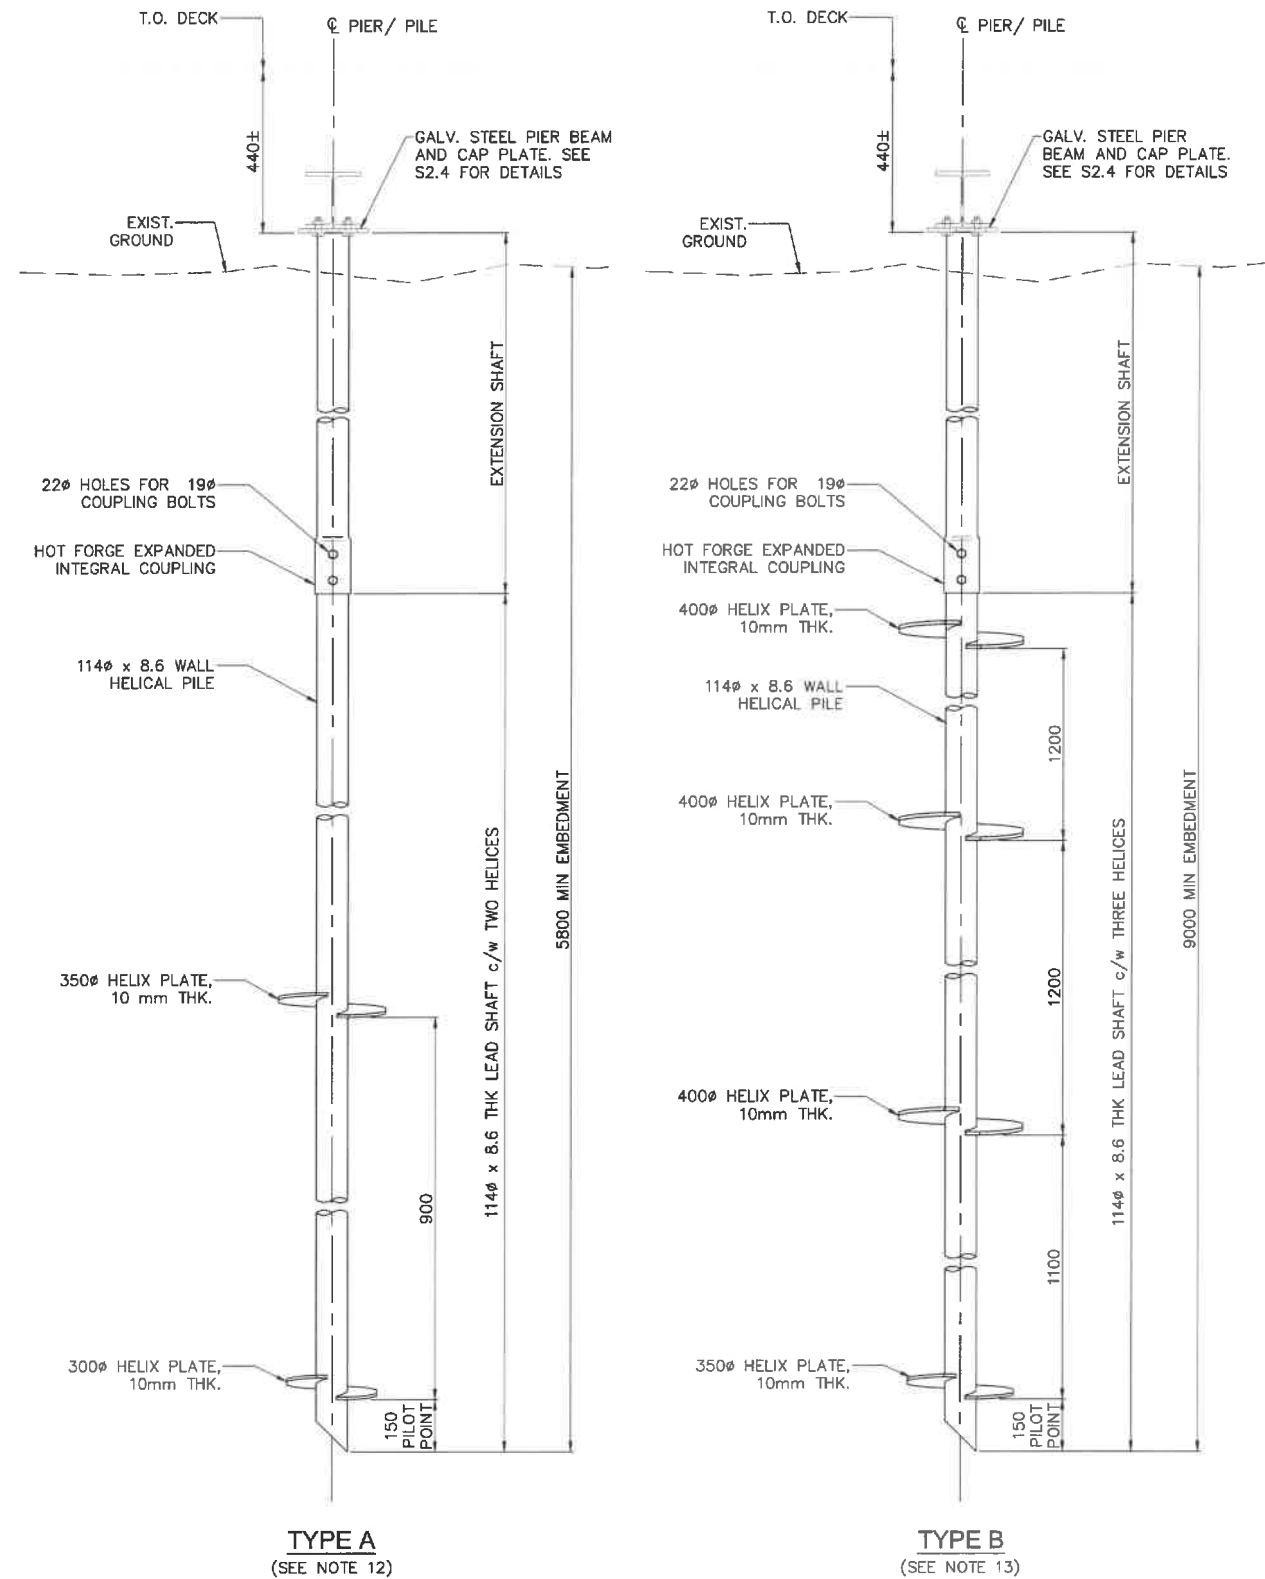 T.O. DECK
℄ PIER/ PILE
440±
GALV. STEEL PIER BEAM
AND CAP PLATE. SEE
S2.4 FOR DETAILS
EXIST.
GROUND
EXTENSION SHAFT
22ø HOLES FOR 19ø
COUPLING BOLTS
HOT FORGE EXPANDED
INTEGRAL COUPLING
114ø x 8.6 WALL
HELICAL PILE
5800 MIN EMBEDMENT
114ø x 8.6 THK LEAD SHAFT c/w TWO HELICES
350ø HELIX PLATE,
10 mm THK.
900
300ø HELIX PLATE,
10mm THK.
150
PILOT
POINT
TYPE A
(SEE NOTE 12)
T.O. DECK
℄ PIER/ PILE
440±
GALV. STEEL PIER
BEAM AND CAP PLATE.
SEE S2.4 FOR DETAILS
EXIST.
GROUND
EXTENSION SHAFT
22ø HOLES FOR 19ø
COUPLING BOLTS
HOT FORGE EXPANDED
INTEGRAL COUPLING
400ø HELIX PLATE,
10mm THK.
114ø x 8.6 WALL
HELICAL PILE
1200
400ø HELIX PLATE,
10mm THK.
9000 MIN EMBEDMENT
114ø x 8.6 THK LEAD SHAFT c/w THREE HELICES
1200
400ø HELIX PLATE,
10mm THK.
1100
350ø HELIX PLATE,
10mm THK.
150
PILOT
POINT
TYPE B
(SEE NOTE 13)